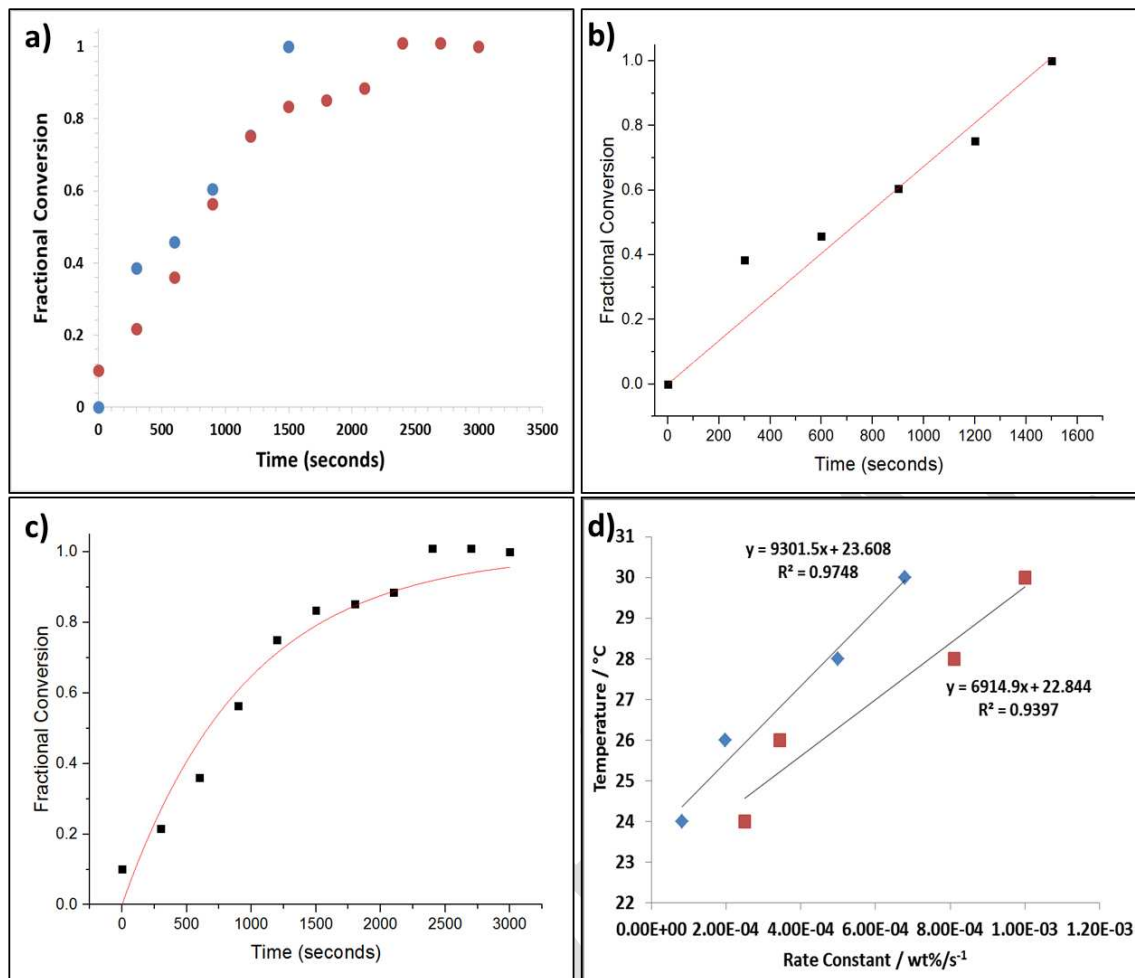 a)
Fractional Conversion
1
0.8
0.6
0.4
0.2
0
0 500 1000 1500 2000 2500 3000 3500
Time (seconds)
b)
Fractional Conversion
1.0
0.8
0.6
0.4
0.2
0.0
0 200 400 600 800 1000 1200 1400 1600
Time (seconds)
c)
Fractional Conversion
1.0
0.8
0.6
0.4
0.2
0.0
0 500 1000 1500 2000 2500 3000
Time (seconds)
d)
Temperature / °C
31
30
29
28
27
26
25
24
23
22
y = 9301.5x + 23.608
R² = 0.9748
y = 6914.9x + 22.844
R² = 0.9397
0.00E+00 2.00E-04 4.00E-04 6.00E-04 8.00E-04 1.00E-03 1.20E-03
Rate Constant / wt%/s⁻¹